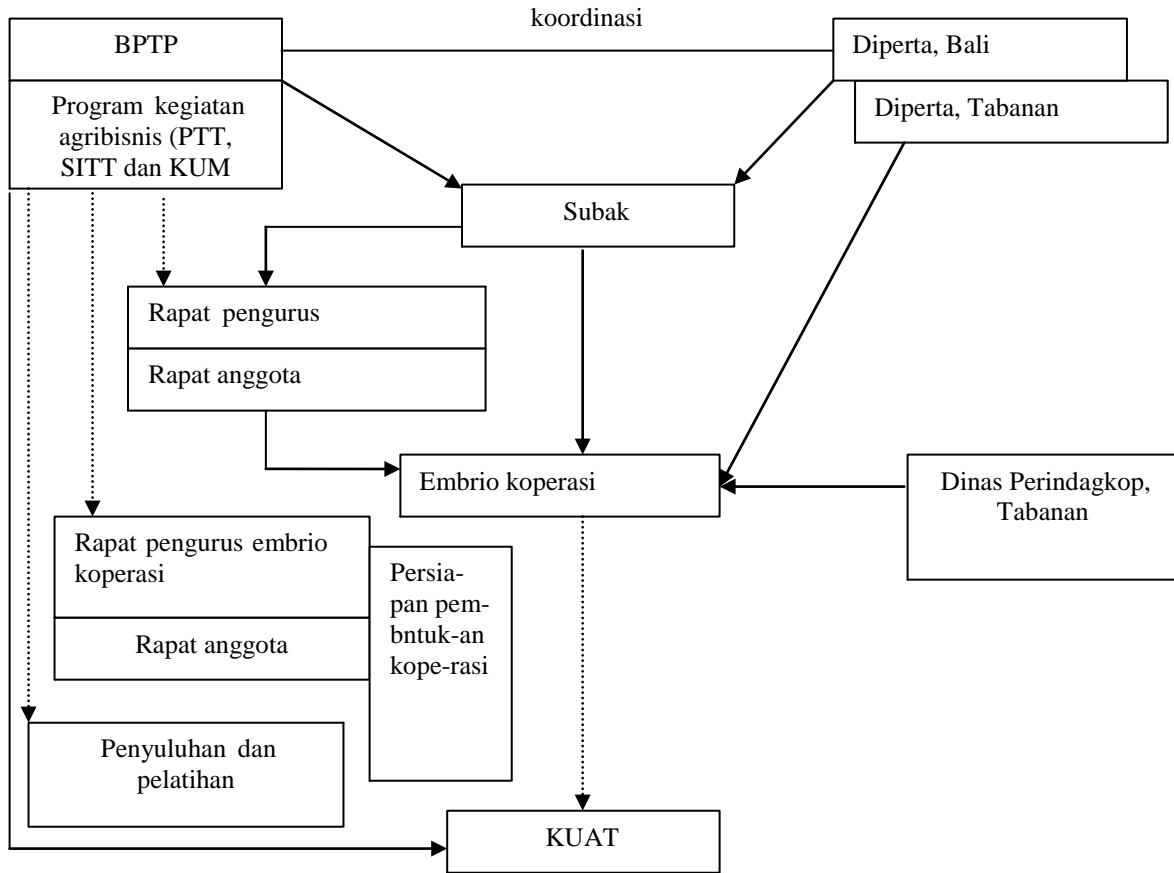 koordinasi
BPTP
Diperta, Bali
Program kegiatan
agribisnis (PTT,
SITT dan KUM
Diperta, Tabanan
Subak
Rapat pengurus
Rapat anggota
Embrio koperasi
Dinas Perindagkop,
Tabanan
Rapat pengurus embrio
koperasi
Rapat anggota
Persia-
pan pem-
bntuk-an
kope-rasi
Penyuluhan dan
pelatihan
KUAT